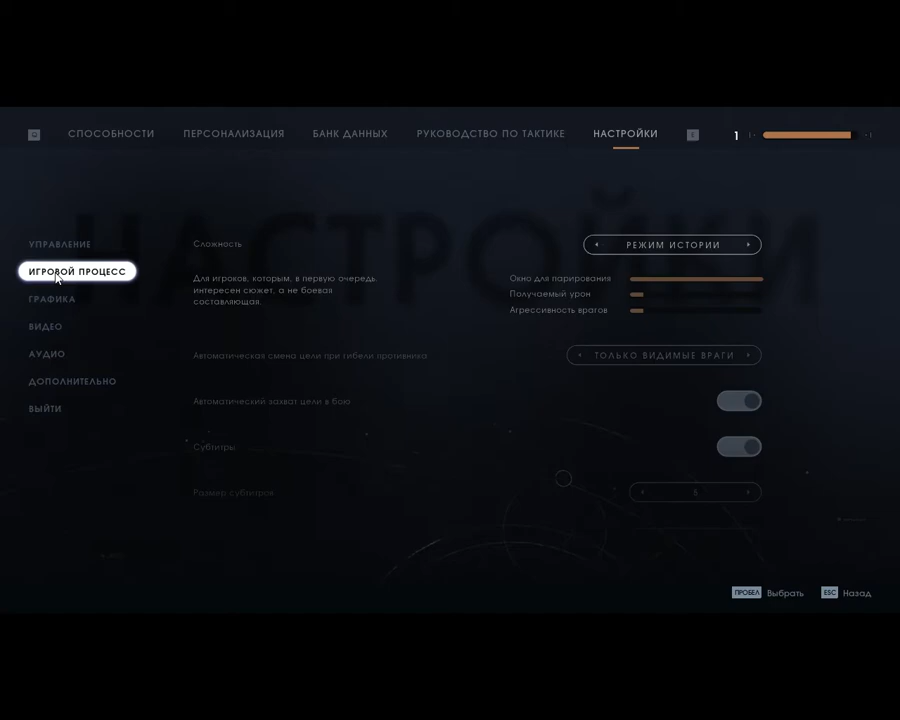 Q СПОСОБНОСТИ ПЕРСОНАЛИЗАЦИЯ БАНК ДАННЫХ РУКОВОДСТВО ПО ТАКТИКЕ НАСТРОЙКИ E 1
НАСТРОЙКИ
УПРАВЛЕНИЕ
ИГРОВОЙ ПРОЦЕСС
ГРАФИКА
ВИДЕО
АУДИО
ДОПОЛНИТЕЛЬНО
ВЫЙТИ
Сложность РЕЖИМ ИСТОРИИ
Для игроков, которым, в первую очередь,
интересен сюжет, а не боевая
составляющая.
Окно для парирования
Получаемый урон
Агрессивность врагов
Автоматическая смена цели при гибели противника ТОЛЬКО ВИДИМЫЕ ВРАГИ
Автоматический захват цели в бою
Субтитры
Размер субтитров
ПРОБЕЛ Выбрать ESC Назад